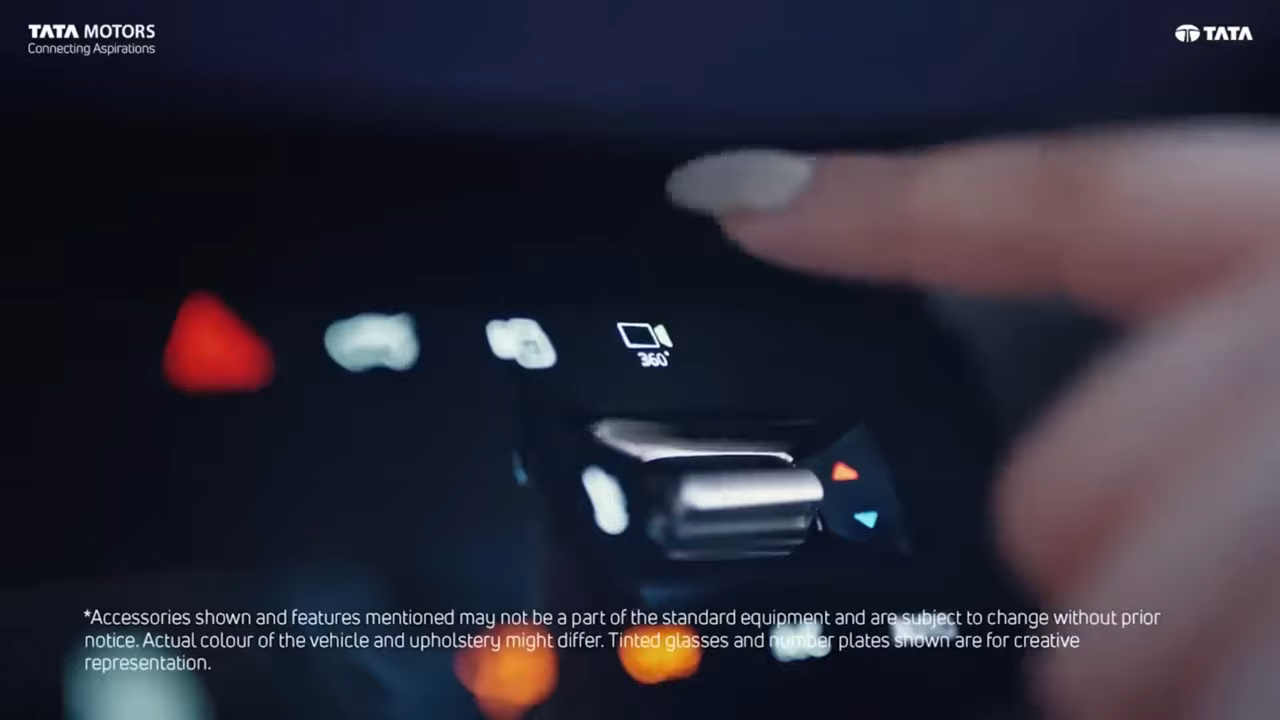 TATA MOTORS
Connecting Aspirations
TATA
360°
*Accessories shown and features mentioned may not be a part of the standard equipment and are subject to change without prior
notice. Actual colour of the vehicle and upholstery might differ. Tinted glasses and number plates shown are for creative
representation.